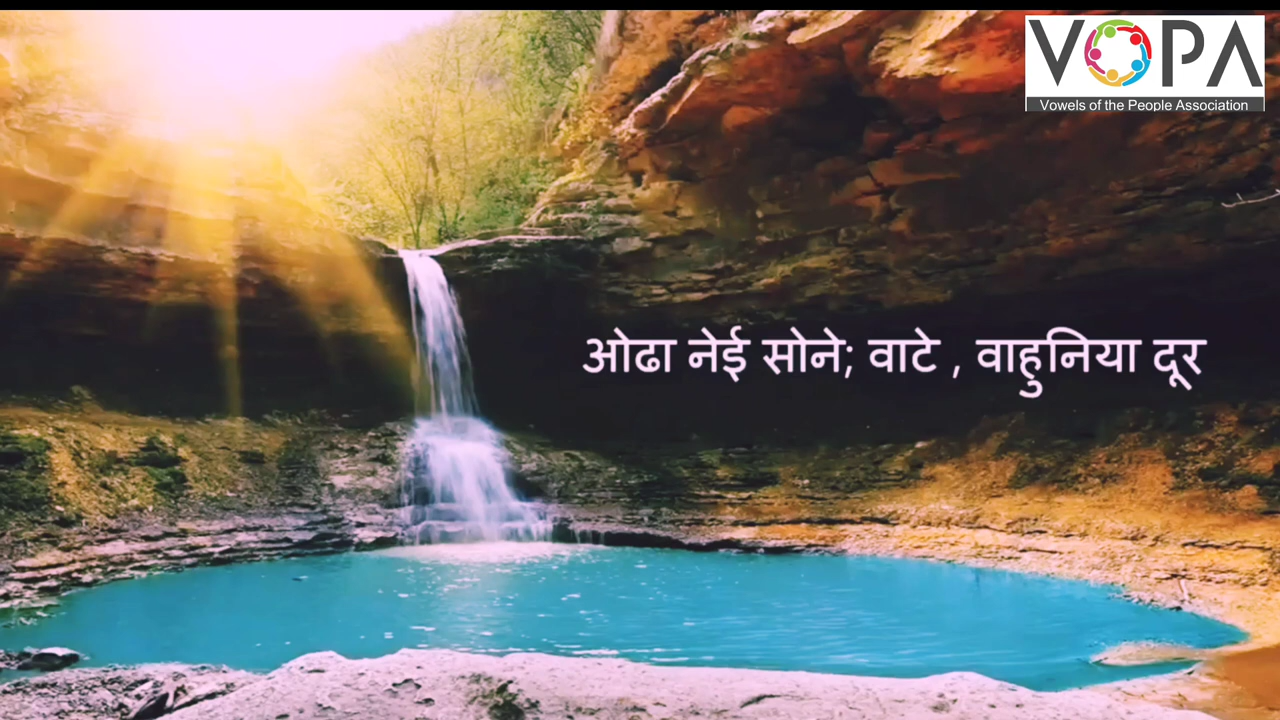 VOPA
Vowels of the People Association
ओढा नेई सोने; वाटे , वाहुनिया दूर